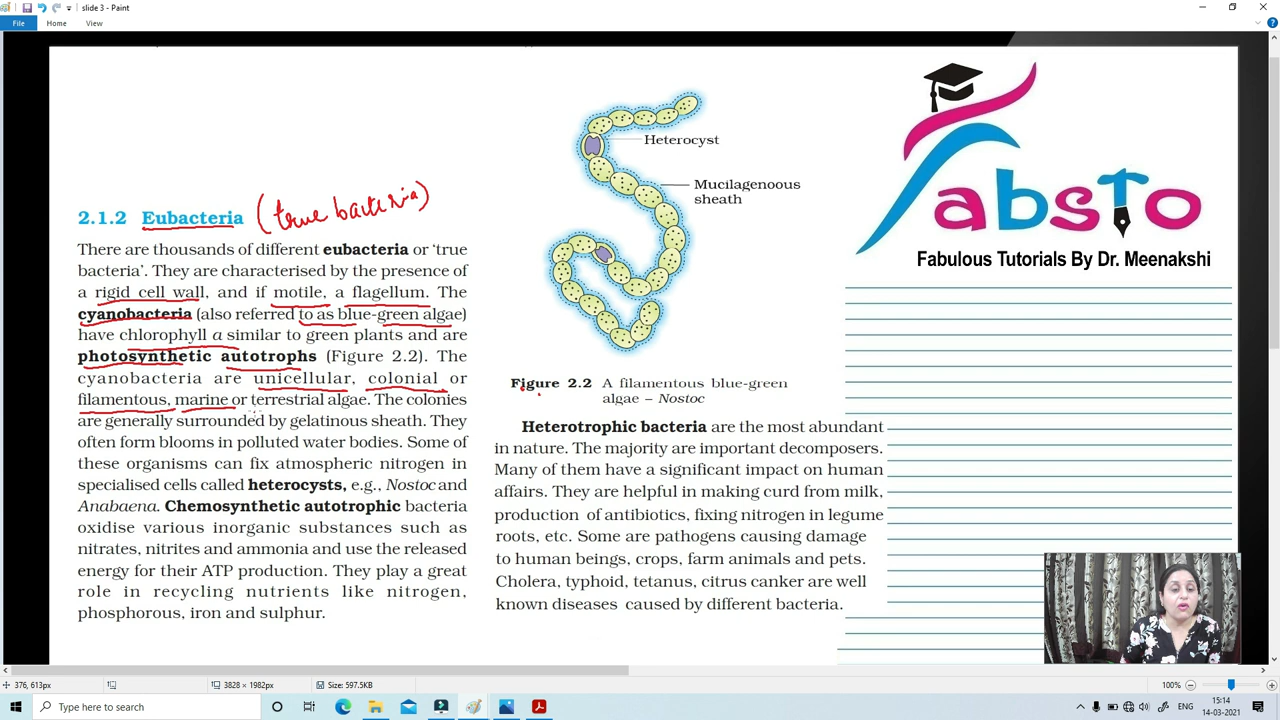 slide 3 - Paint
File
Home
View
2.1.2 Eubacteria (true bacteria)
There are thousands of different eubacteria or ‘true
bacteria’. They are characterised by the presence of
a rigid cell wall, and if motile, a flagellum. The
cyanobacteria (also referred to as blue-green algae)
have chlorophyll a similar to green plants and are
photosynthetic autotrophs (Figure 2.2). The
cyanobacteria are unicellular, colonial or
filamentous, marine or terrestrial algae. The colonies
are generally surrounded by gelatinous sheath. They
often form blooms in polluted water bodies. Some of
these organisms can fix atmospheric nitrogen in
specialised cells called heterocysts, e.g., Nostoc and
Anabaena. Chemosynthetic autotrophic bacteria
oxidise various inorganic substances such as
nitrates, nitrites and ammonia and use the released
energy for their ATP production. They play a great
role in recycling nutrients like nitrogen,
phosphorous, iron and sulphur.
Heterocyst
Mucilagenoous
sheath
Figure 2.2 A filamentous blue-green
algae – Nostoc
Heterotrophic bacteria are the most abundant
in nature. The majority are important decomposers.
Many of them have a significant impact on human
affairs. They are helpful in making curd from milk,
production of antibiotics, fixing nitrogen in legume
roots, etc. Some are pathogens causing damage
to human beings, crops, farm animals and pets.
Cholera, typhoid, tetanus, citrus canker are well
known diseases caused by different bacteria.
absto
Fabulous Tutorials By Dr. Meenakshi
376, 613px
3828 × 1982px
Size: 597.5KB
100%
Type here to search
ENG
15:14
14-03-2021